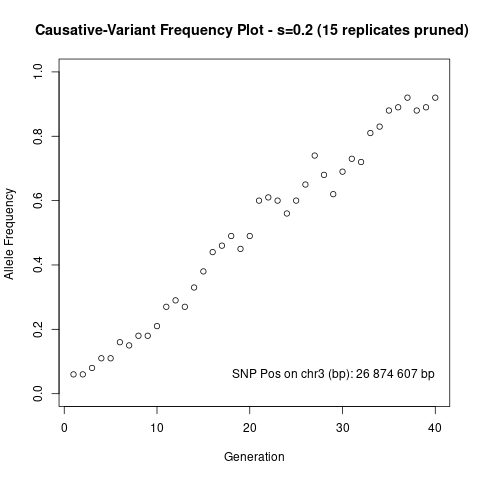 Causative-Variant Frequency Plot - s=0.2 (15 replicates pruned)
1.0
0.8
0.6
0.4
0.2
0.0
Allele Frequency
SNP Pos on chr3 (bp): 26 874 607 bp
0 10 20 30 40
Generation